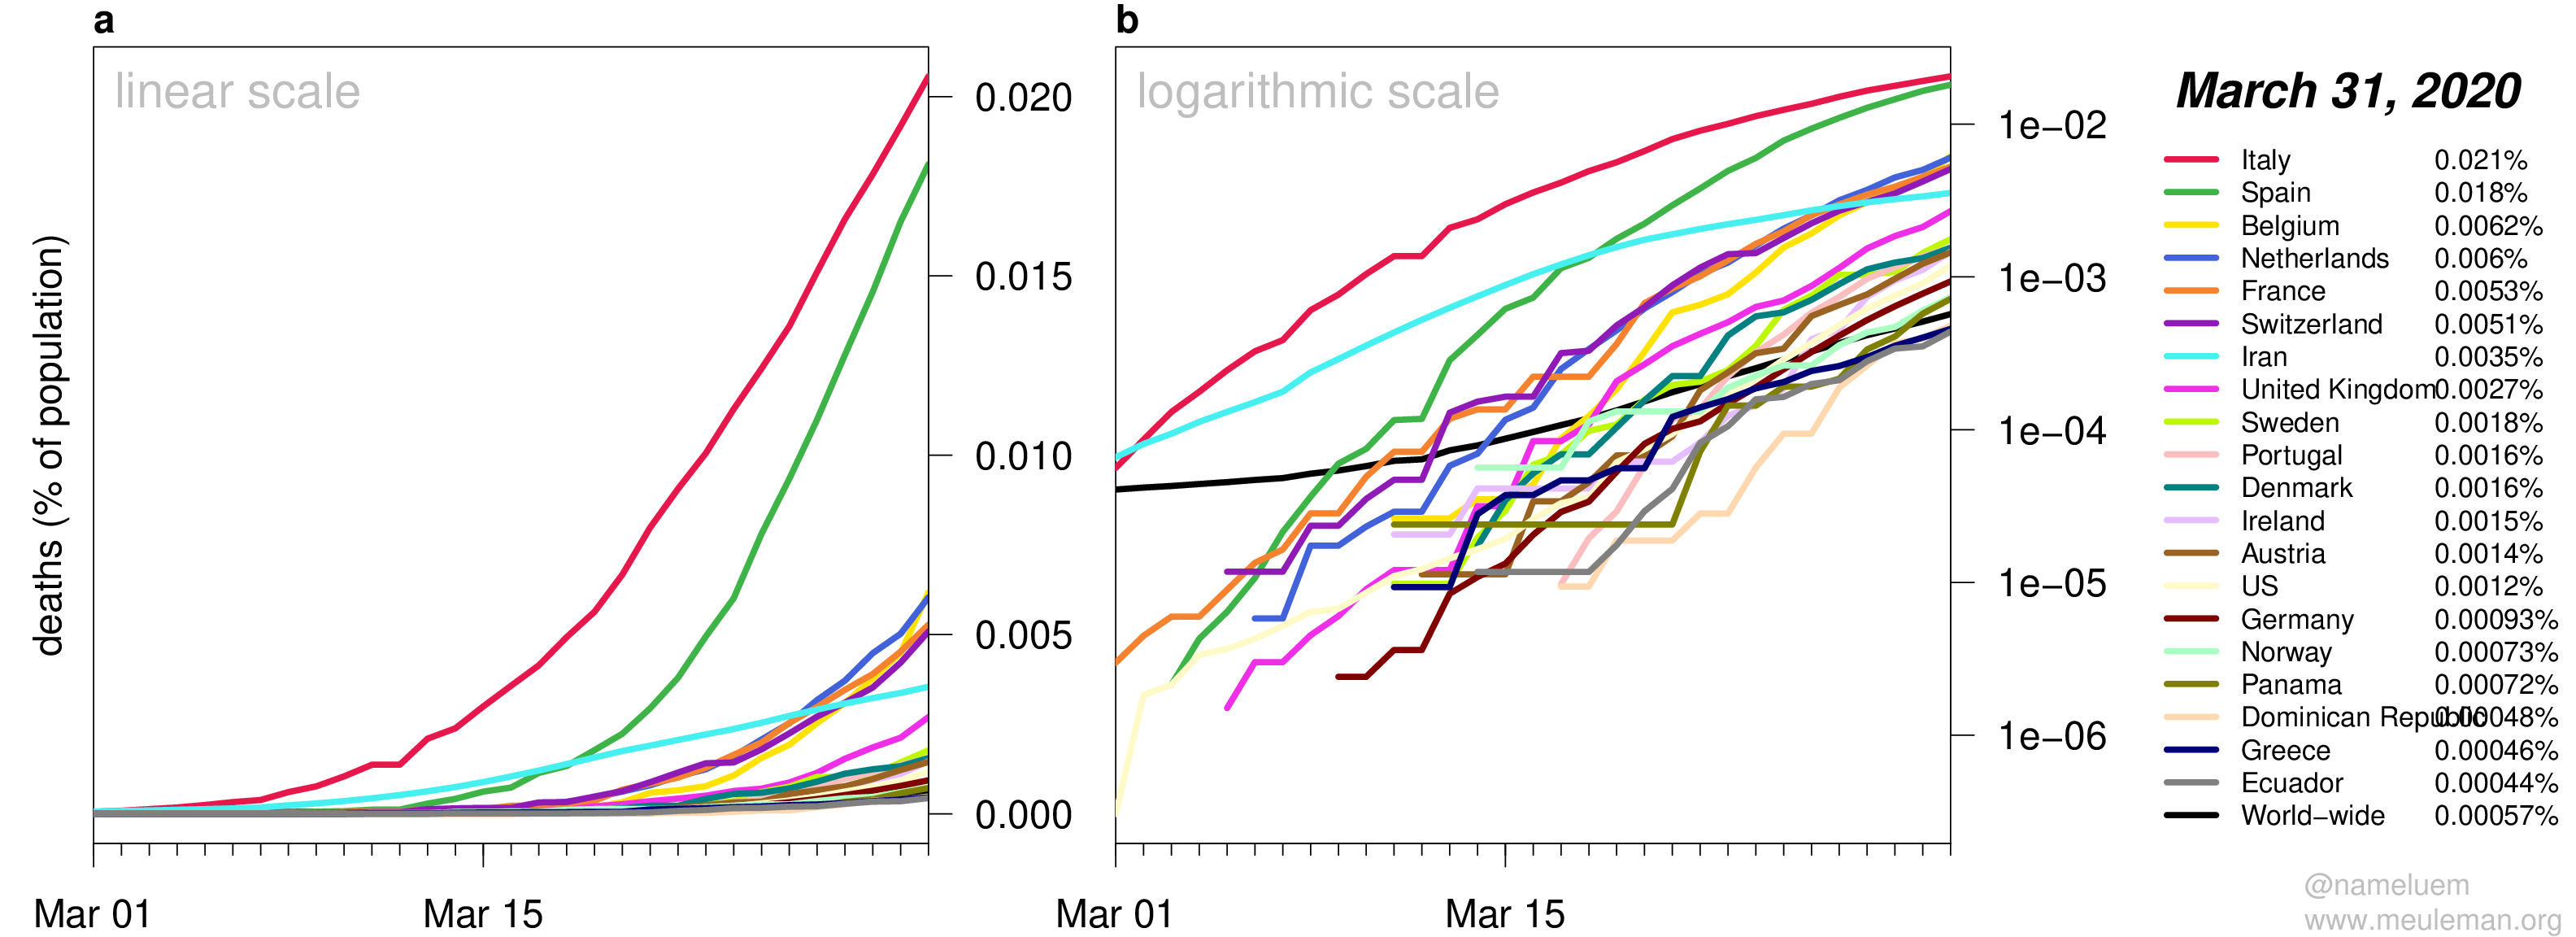 a
b
linear scale
logarithmic scale
March 31, 2020
deaths (% of population)
0.020
0.015
0.010
0.005
0.000
Mar 01
Mar 15
1e−02
1e−03
1e−04
1e−05
1e−06
Mar 01
Mar 15
Italy 0.021%
Spain 0.018%
Belgium 0.0062%
Netherlands 0.006%
France 0.0053%
Switzerland 0.0051%
Iran 0.0035%
United Kingdom 0.0027%
Sweden 0.0018%
Portugal 0.0016%
Denmark 0.0016%
Ireland 0.0015%
Austria 0.0014%
US 0.0012%
Germany 0.00093%
Norway 0.00073%
Panama 0.00072%
Dominican Republic 0.00048%
Greece 0.00046%
Ecuador 0.00044%
World−wide 0.00057%
@nameluem
www.meuleman.org